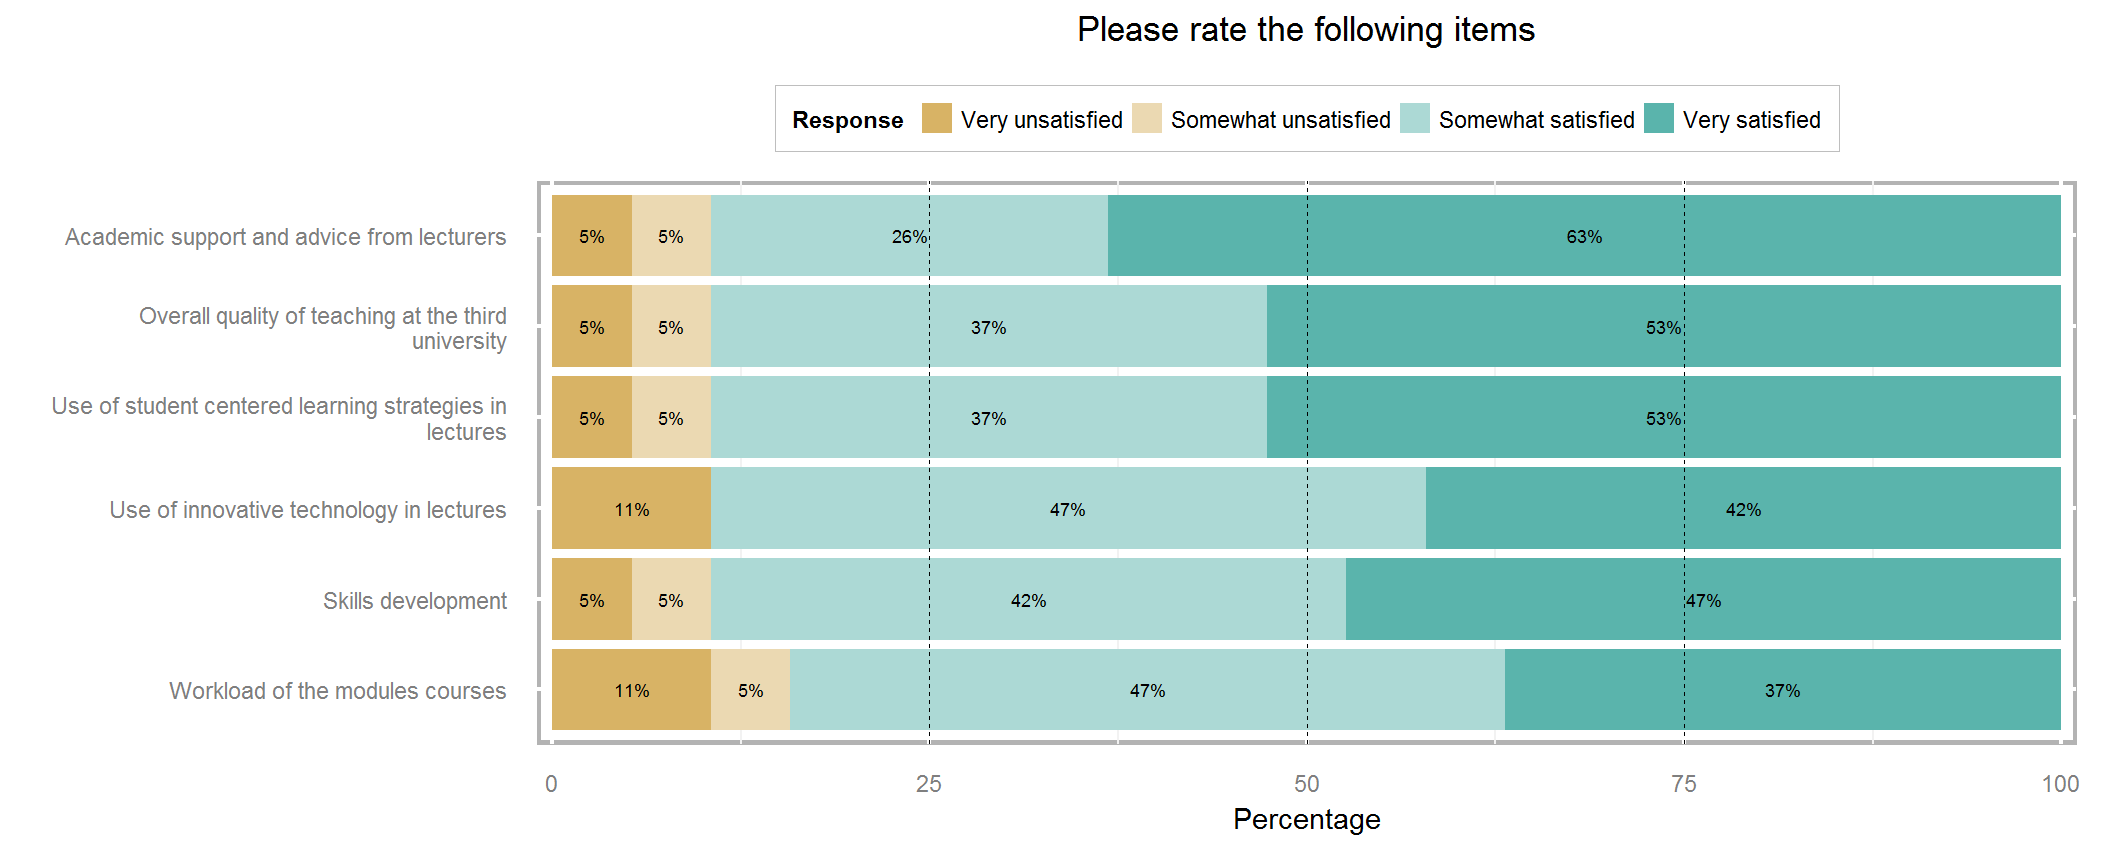 Please rate the following items
Response Very unsatisfied Somewhat unsatisfied Somewhat satisfied Very satisfied
Academic support and advice from lecturers
5% 5% 26% 63%
Overall quality of teaching at the third
university
5% 5% 37% 53%
Use of student centered learning strategies in
lectures
5% 5% 37% 53%
Use of innovative technology in lectures
11% 47% 42%
Skills development
5% 5% 42% 47%
Workload of the modules courses
11% 5% 47% 37%
0 25 50 75 100
Percentage